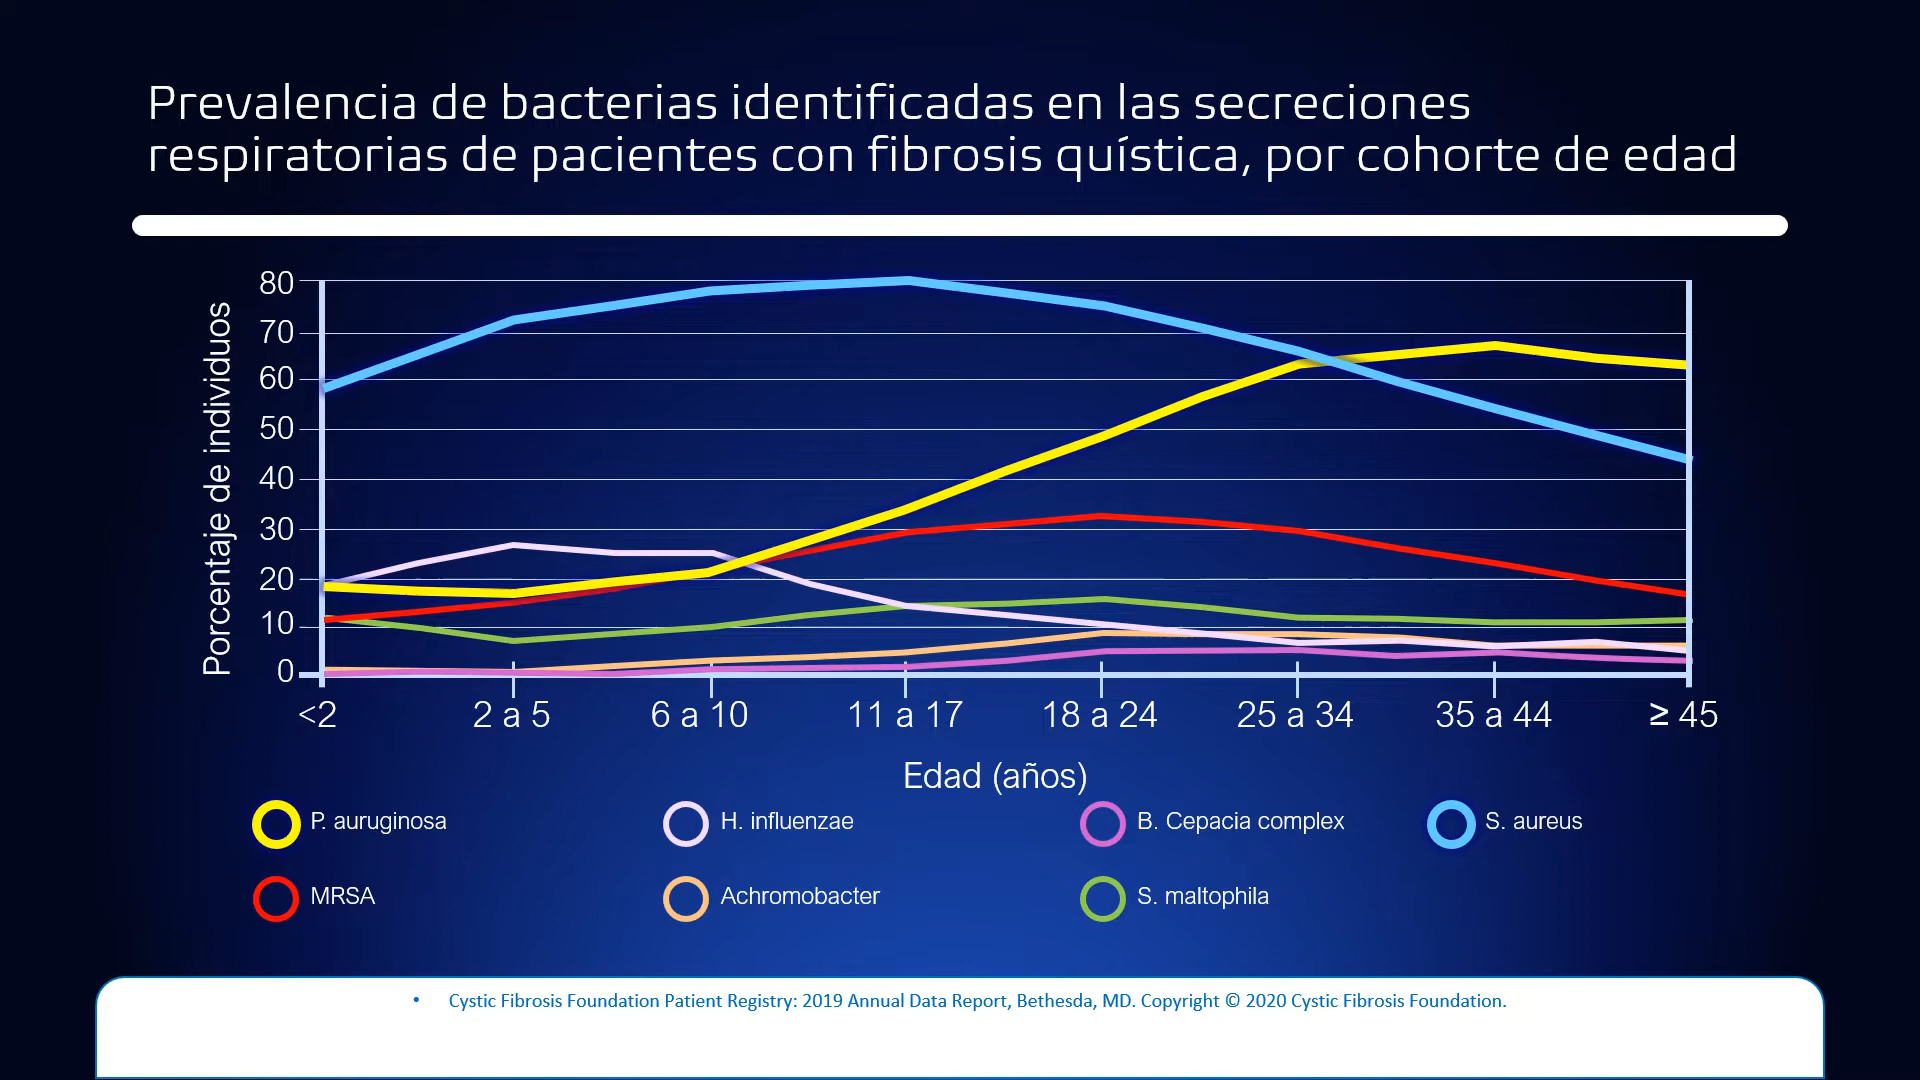 Prevalencia de bacterias identificadas en las secreciones
respiratorias de pacientes con fibrosis quística, por cohorte de edad
Porcentaje de individuos
80
70
60
50
40
30
20
10
0
<2
2 a 5
6 a 10
11 a 17
18 a 24
25 a 34
35 a 44
≥ 45
Edad (años)
P. auruginosa
H. influenzae
B. Cepacia complex
S. aureus
MRSA
Achromobacter
S. maltophila
• Cystic Fibrosis Foundation Patient Registry: 2019 Annual Data Report, Bethesda, MD. Copyright © 2020 Cystic Fibrosis Foundation.